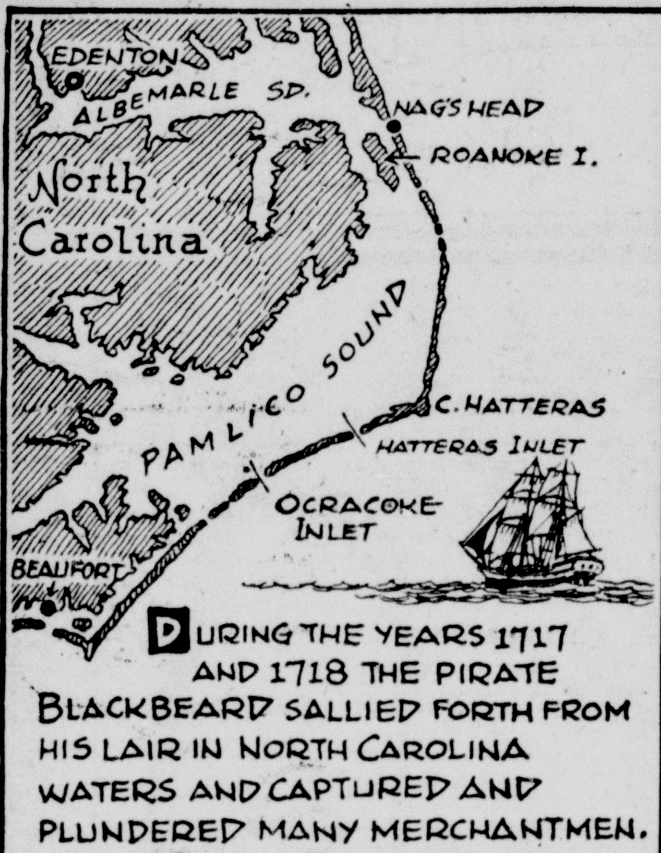 EDENTON
ALBEMARLE SD.
NAG'S HEAD
ROANOKE I.
North
Carolina
PAMLICO SOUND
C. HATTERAS
HATTERAS INLET
OCRACOKE
INLET
BEAUFORT
DURING THE YEARS 1717
AND 1718 THE PIRATE
BLACKBEARD SALLIED FORTH FROM
HIS LAIR IN NORTH CAROLINA
WATERS AND CAPTURED AND
PLUNDERED MANY MERCHANTMEN.